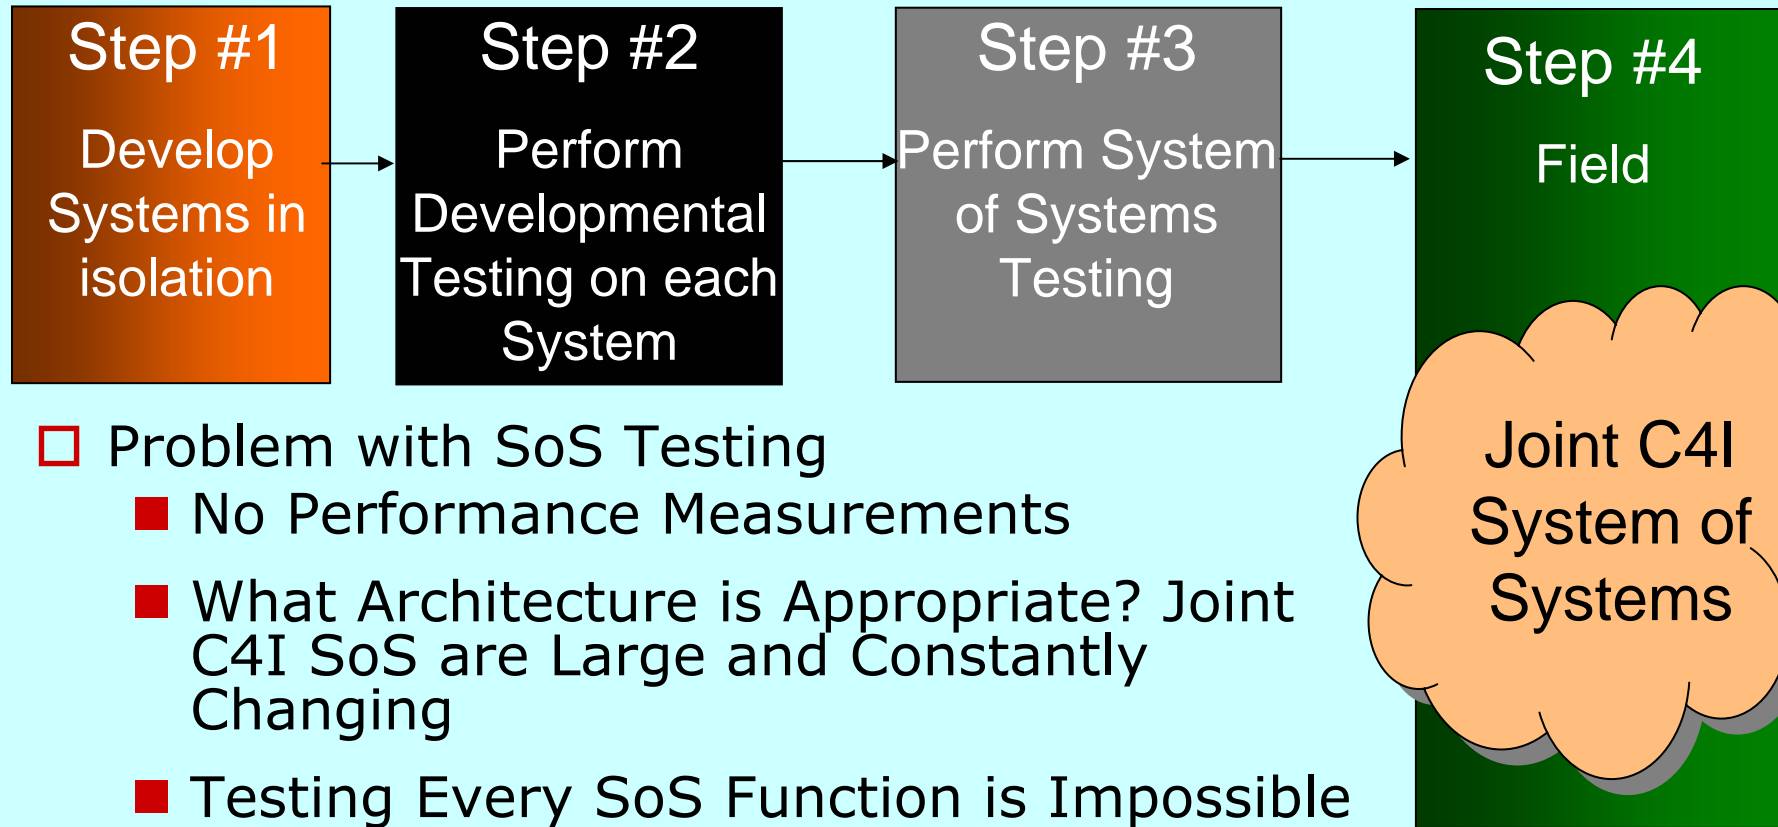 Step #1
Develop
Systems in
isolation
Step #2
Perform
Developmental
Testing on each
System
Step #3
Perform System
of Systems
Testing
Step #4
Field
Joint C4I
System of
Systems
Problem with SoS Testing
No Performance Measurements
What Architecture is Appropriate? Joint
C4I SoS are Large and Constantly
Changing
Testing Every SoS Function is Impossible